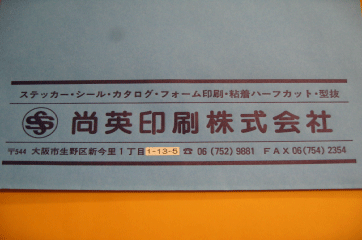 ステッカー・シール・カタログ・フォーム印刷・粘着ハーフカット・型抜
尚英印刷株式会社
〒544 大阪市生野区新今里1丁目1-13-5 ☎ 06 (752) 9881 FAX 06 (754) 2354